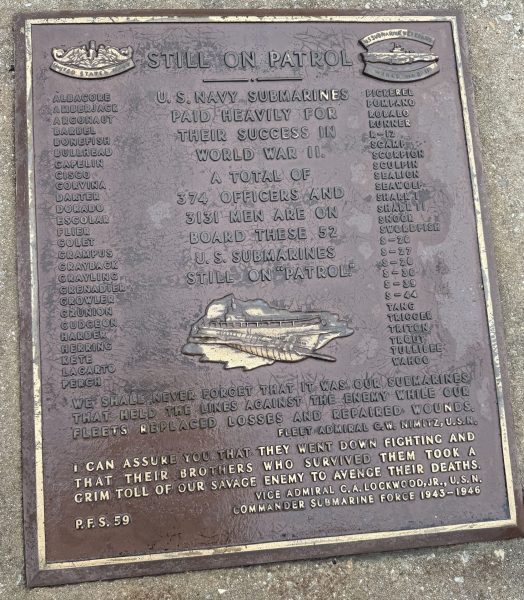 STILL ON PATROL
UNITED STATES
U.S. SUBMARINE VETERANS
WORLD WAR II
ALBACORE
AMBERJACK
ARGONAUT
BARBEL
BONEFISH
BULLHEAD
CAPELIN
CISCO
CORVINA
DARTER
DORADO
ESCOLAR
FLIER
GOLET
GRAMPUS
GRAYBACK
GRAYLING
GRENADIER
GROWLER
GRUNION
GUDGEON
HARDER
HERRING
KETE
LAGARTO
PERCH
U.S. NAVY SUBMARINES
PAID HEAVILY FOR
THEIR SUCCESS IN
WORLD WAR II.
A TOTAL OF
374 OFFICERS AND
3131 MEN ARE ON
BOARD THESE 52
U.S. SUBMARINES
STILL ON "PATROL"
PICKEREL
POMPANO
ROBALO
RUNNER
R-12
SCAMP
SCORPION
SCULPIN
SEALION
SEAWOLF
SHARK I
SHARK II
SNOOK
SWORDFISH
S-26
S-27
S-28
S-36
S-39
S-44
TANG
TRIGGER
TRITON
TROUT
TULLIBEE
WAHOO
"WE SHALL NEVER FORGET THAT IT WAS OUR SUBMARINES
THAT HELD THE LINES AGAINST THE ENEMY WHILE OUR
FLEETS REPLACED LOSSES AND REPAIRED WOUNDS."
FLEET ADMIRAL C.W. NIMITZ, U.S.N.
I CAN ASSURE YOU THAT THEY WENT DOWN FIGHTING AND
THAT THEIR BROTHERS WHO SURVIVED THEM TOOK A
GRIM TOLL OF OUR SAVAGE ENEMY TO AVENGE THEIR DEATHS.
VICE ADMIRAL C.A. LOCKWOOD, JR., U.S.N.
COMMANDER SUBMARINE FORCE 1943-1946
P.F.S. 59